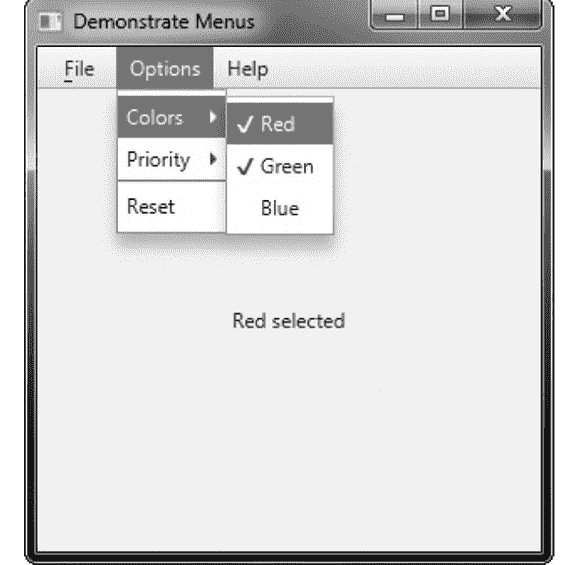 Demonstrate Menus
File Options Help
Colors
Priority
Reset
✓ Red
✓ Green
Blue
Red selected